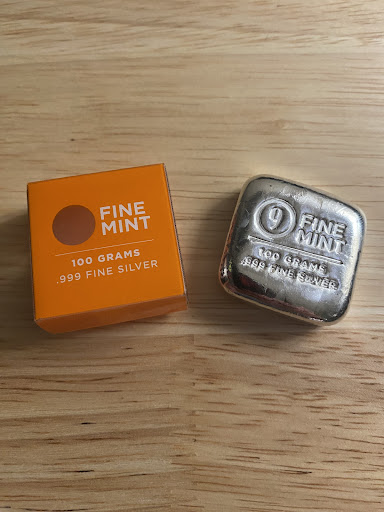 FINE
MINT
100 GRAMS
.999 FINE SILVER
FINE
MINT
100 GRAMS
.999 FINE SILVER